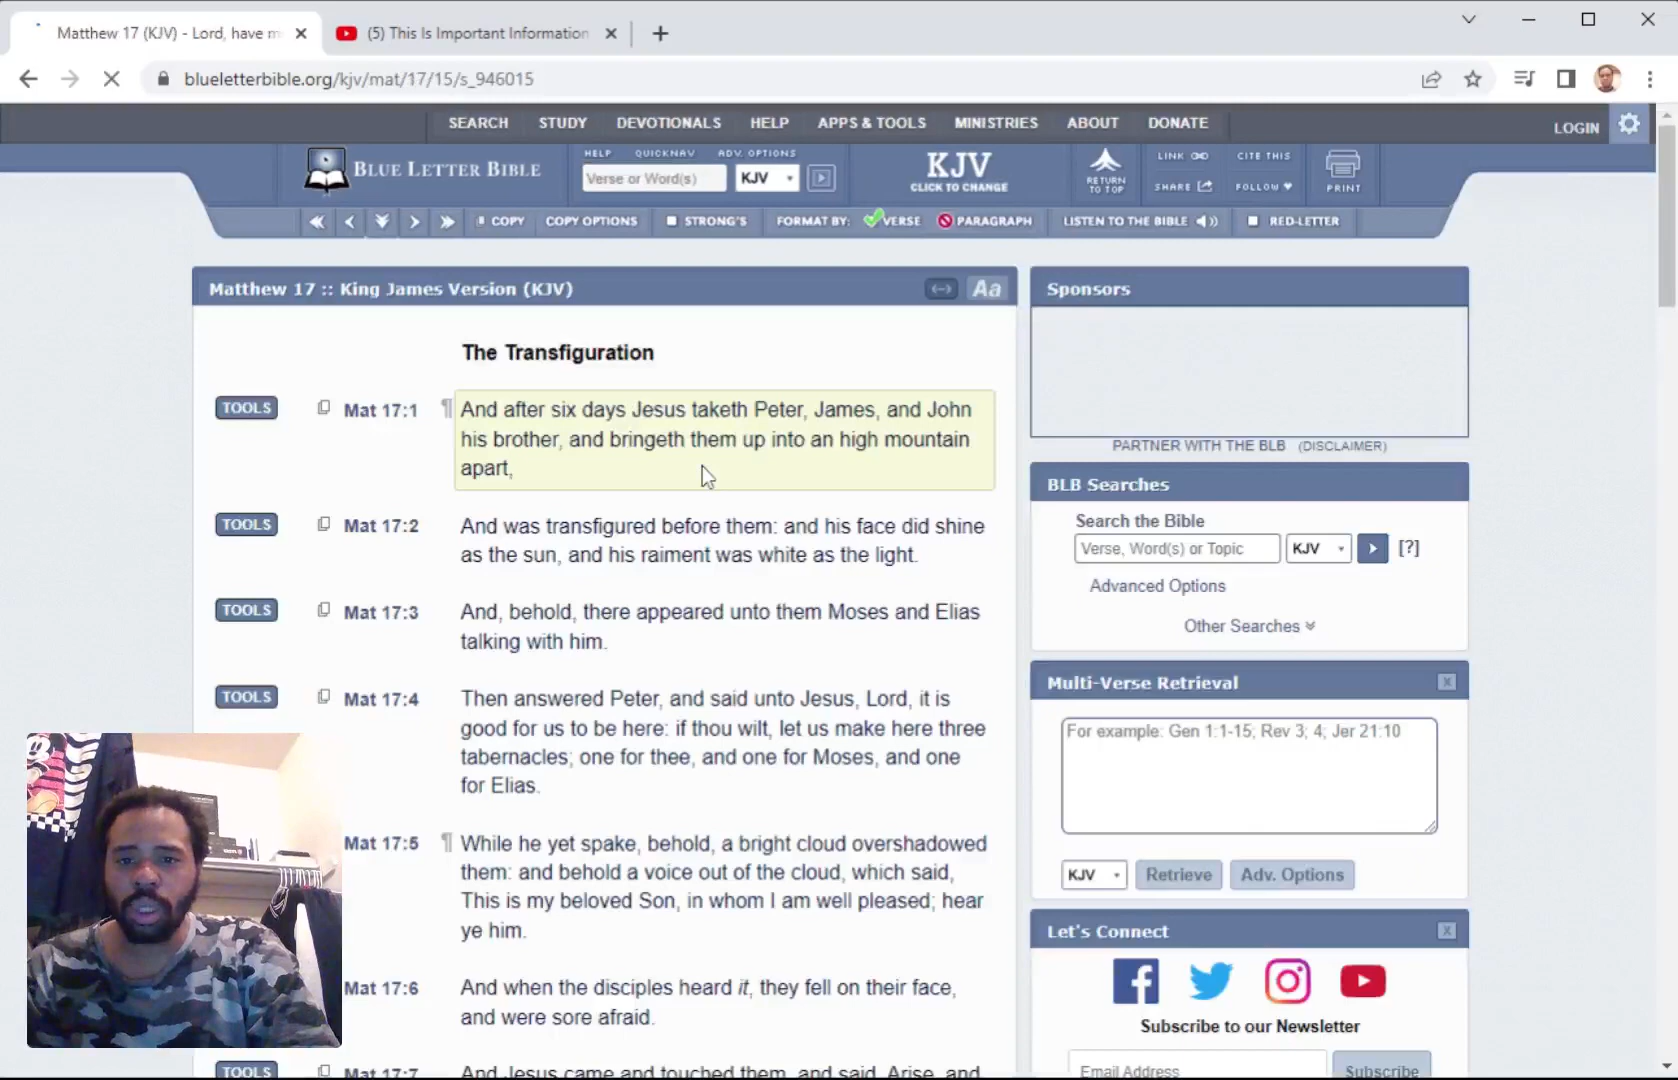 Matthew 17 (KJV) - Lord, have m
(5) This Is Important Information
blueletterbible.org/kjv/mat/17/15/s_946015
SEARCH STUDY DEVOTIONALS HELP APPS & TOOLS MINISTRIES ABOUT DONATE
LOGIN
BLUE LETTER BIBLE
HELP QUICKNAV ADV. OPTIONS
Verse or Word(s) KJV
KJV
CLICK TO CHANGE
RETURN
TO TOP
LINK CITE THIS
SHARE FOLLOW
PRINT
COPY COPY OPTIONS STRONG'S FORMAT BY: VERSE PARAGRAPH LISTEN TO THE BIBLE RED-LETTER
Matthew 17 :: King James Version (KJV) Aa
The Transfiguration
TOOLS Mat 17:1 ¶ And after six days Jesus taketh Peter, James, and John
his brother, and bringeth them up into an high mountain
apart,
TOOLS Mat 17:2 And was transfigured before them: and his face did shine
as the sun, and his raiment was white as the light.
TOOLS Mat 17:3 And, behold, there appeared unto them Moses and Elias
talking with him.
TOOLS Mat 17:4 Then answered Peter, and said unto Jesus, Lord, it is
good for us to be here: if thou wilt, let us make here three
tabernacles; one for thee, and one for Moses, and one
for Elias.
Mat 17:5 ¶ While he yet spake, behold, a bright cloud overshadowed
them: and behold a voice out of the cloud, which said,
This is my beloved Son, in whom I am well pleased; hear
ye him.
Mat 17:6 And when the disciples heard it, they fell on their face,
and were sore afraid.
TOOLS Mat 17:7 And Jesus came and touched them, and said, Arise, and
Sponsors
PARTNER WITH THE BLB (DISCLAIMER)
BLB Searches
Search the Bible
Verse, Word(s) or Topic KJV [?]
Advanced Options
Other Searches
Multi-Verse Retrieval X
For example: Gen 1:1-15; Rev 3; 4; Jer 21:10
KJV Retrieve Adv. Options
Let's Connect X
Subscribe to our Newsletter
Email Address Subscribe